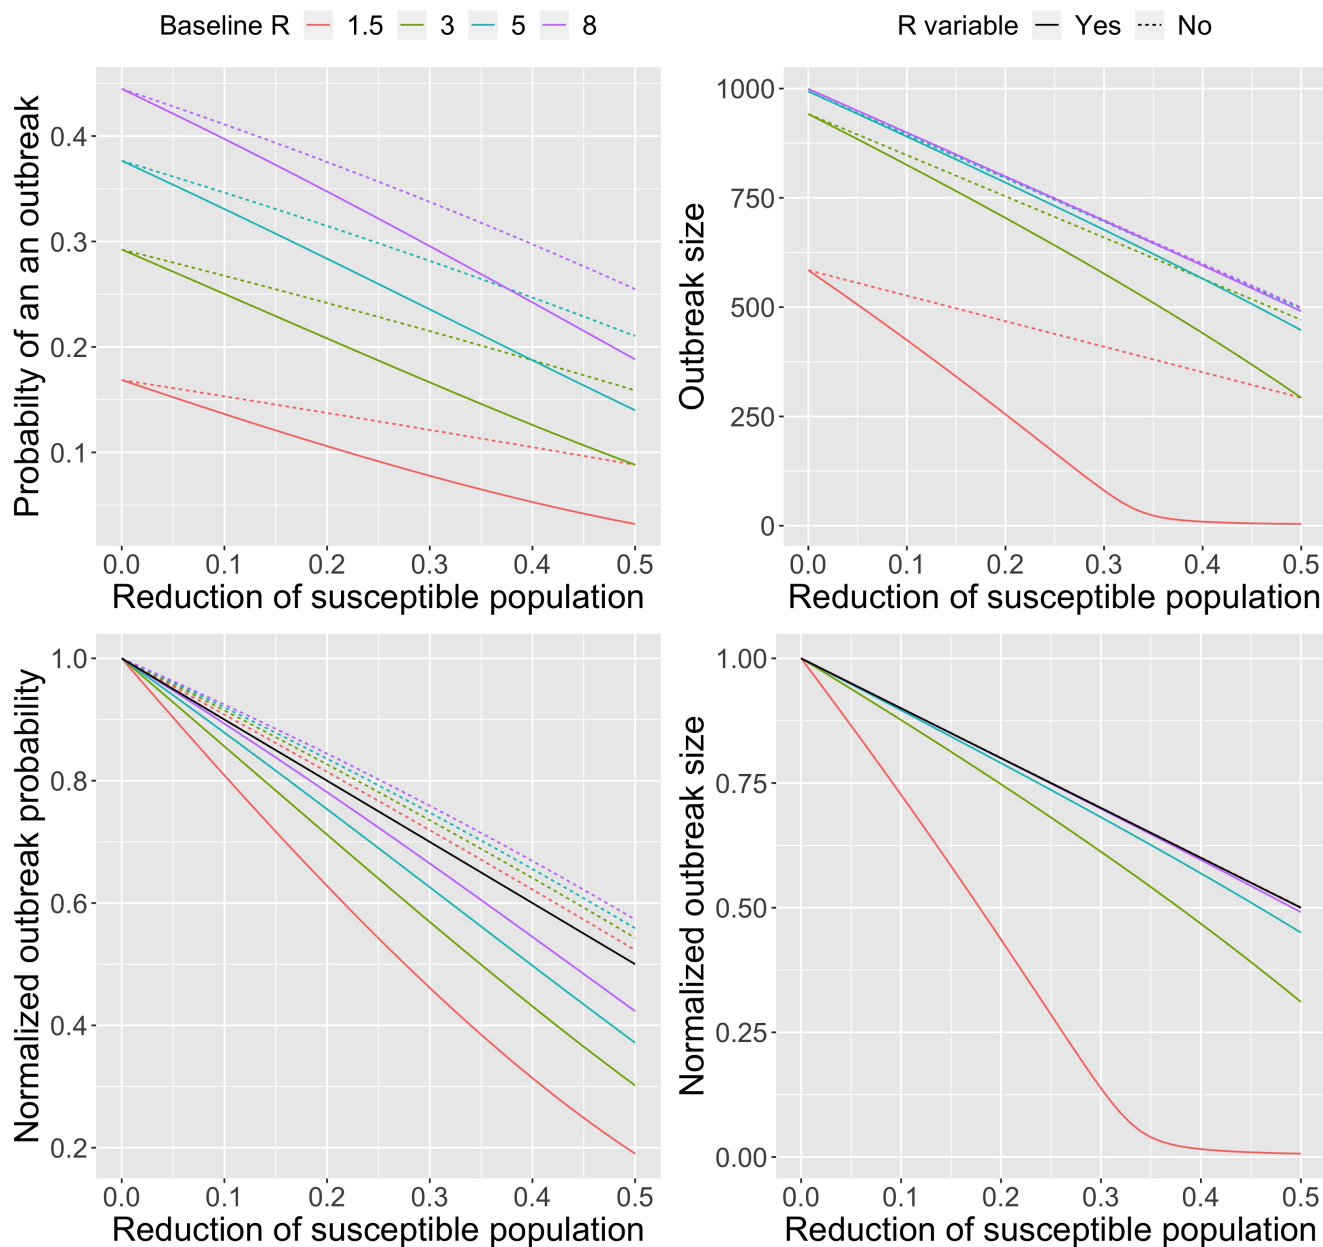 Baseline R 1.5 3 5 8
R variable Yes No
Probabilty of an an outbreak
0.4
0.3
0.2
0.1
0.0 0.1 0.2 0.3 0.4 0.5
Reduction of susceptible population
Outbreak size
1000
750
500
250
0
0.0 0.1 0.2 0.3 0.4 0.5
Reduction of susceptible population
Normalized outbreak probability
1.0
0.8
0.6
0.4
0.2
0.0 0.1 0.2 0.3 0.4 0.5
Reduction of susceptible population
Normalized outbreak size
1.00
0.75
0.50
0.25
0.00
0.0 0.1 0.2 0.3 0.4 0.5
Reduction of susceptible population